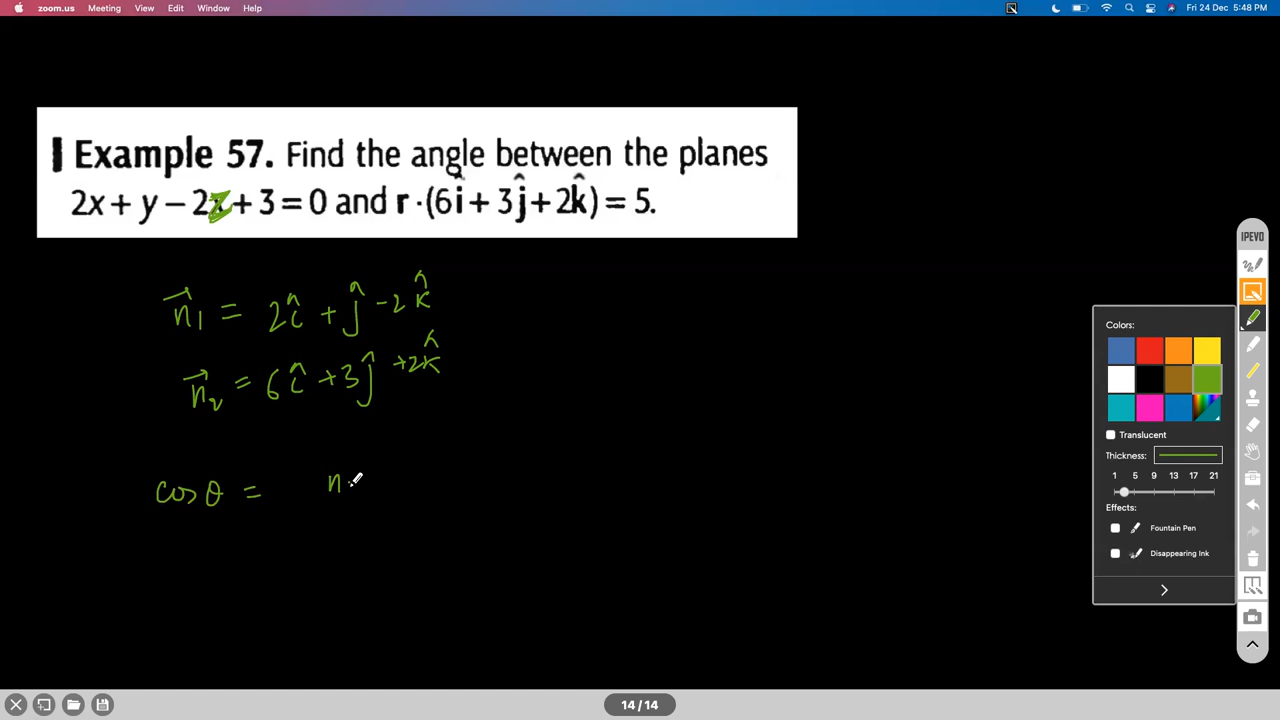 zoom.us Meeting View Edit Window Help Fri 24 Dec 5:48 PM
Example 57. Find the angle between the planes
2x + y − 2z + 3 = 0 and r · (6î + 3ĵ + 2k̂) = 5.
n⃗₁ = 2î + ĵ − 2k̂
n⃗₂ = 6î + 3ĵ + 2k̂
cos θ = n
IPEVO
Colors:
Translucent
Thickness:
1 5 9 13 17 21
Effects:
Fountain Pen
Disappearing Ink
14 / 14